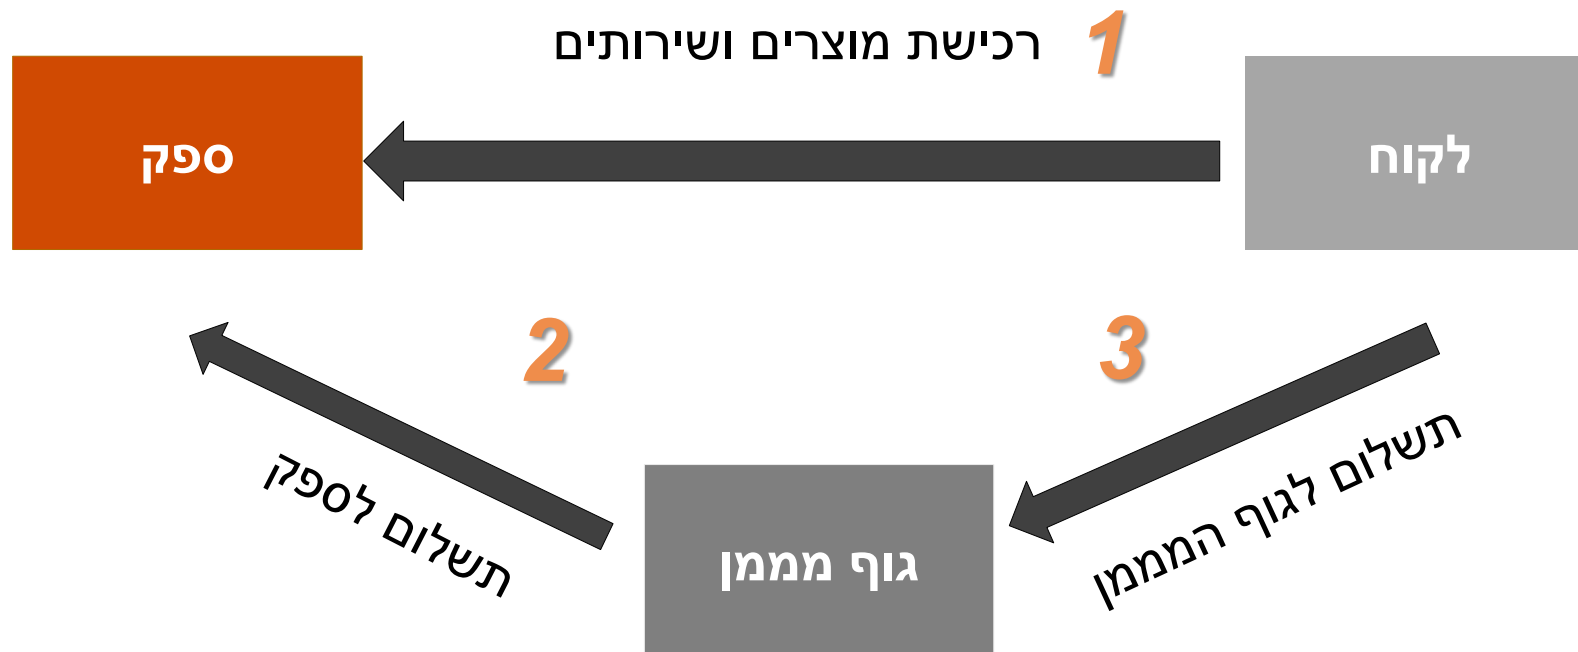 1
רכישת מוצרים ושירותים
לקוח
ספק
3
2
תשלום לגוף המממן
תשלום לספק
גוף מממן